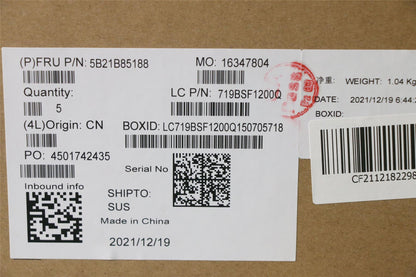 (P)FRU P/N: 5B21B85188
MO: 16347804
Quantity:
5
LC P/N: 719BSF1200Q
(4L)Origin: CN
BOXID: LC719BSF1200Q150705718
PO: 4501742435
Serial No
Inbound info
SHIPTO:
SUS
Made in China
2021/12/19
净重: WEIGHT: 1.04 Kg
DATE: 2021/12/19 6:44:
BOXID:
CF2112182298